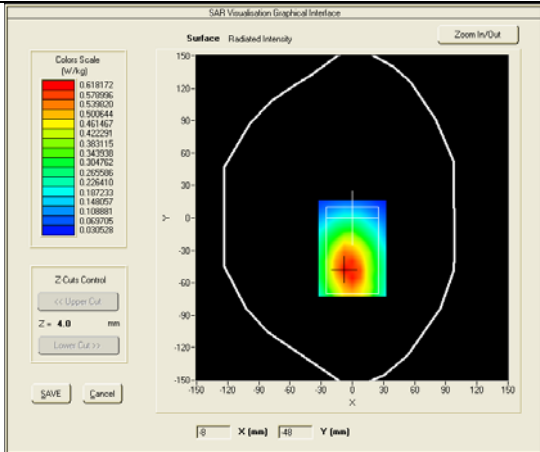 SAR Visualisation Graphical Interface
Surface Radiated Intensity
Zoom In/Out
Colors Scale
(W/kg)
0.618172
0.578996
0.539820
0.500644
0.461467
0.422291
0.383115
0.343938
0.304762
0.265586
0.226410
0.187233
0.148057
0.108881
0.069705
0.030528
150
120
90
60
30
0
-30
-60
-90
-120
-150
Y
-150 -120 -90 -60 -30 0 30 60 90 120 150
X
Z Cuts Control
<< Upper Cut
Z = 4.0 mm
Lower Cut >>
SAVE Cancel
-8 X (mm) -48 Y (mm)